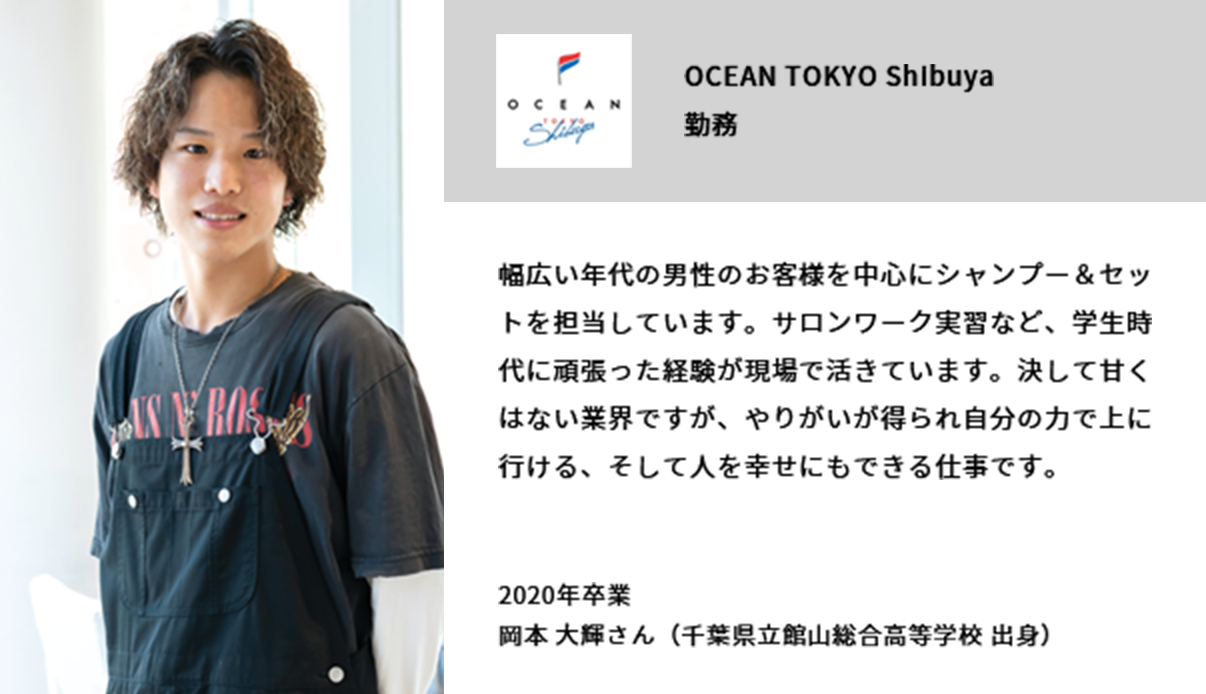 OCEAN
TOKYO
Shibuya
OCEAN TOKYO ShIbuya
勤務
幅広い年代の男性のお客様を中心にシャンプー＆セッ
トを担当しています。サロンワーク実習など、学生時
代に頑張った経験が現場で活きています。決して甘く
はない業界ですが、やりがいが得られ自分の力で上に
行ける、そして人を幸せにもできる仕事です。
2020年卒業
岡本 大輝さん（千葉県立館山総合高等学校 出身）